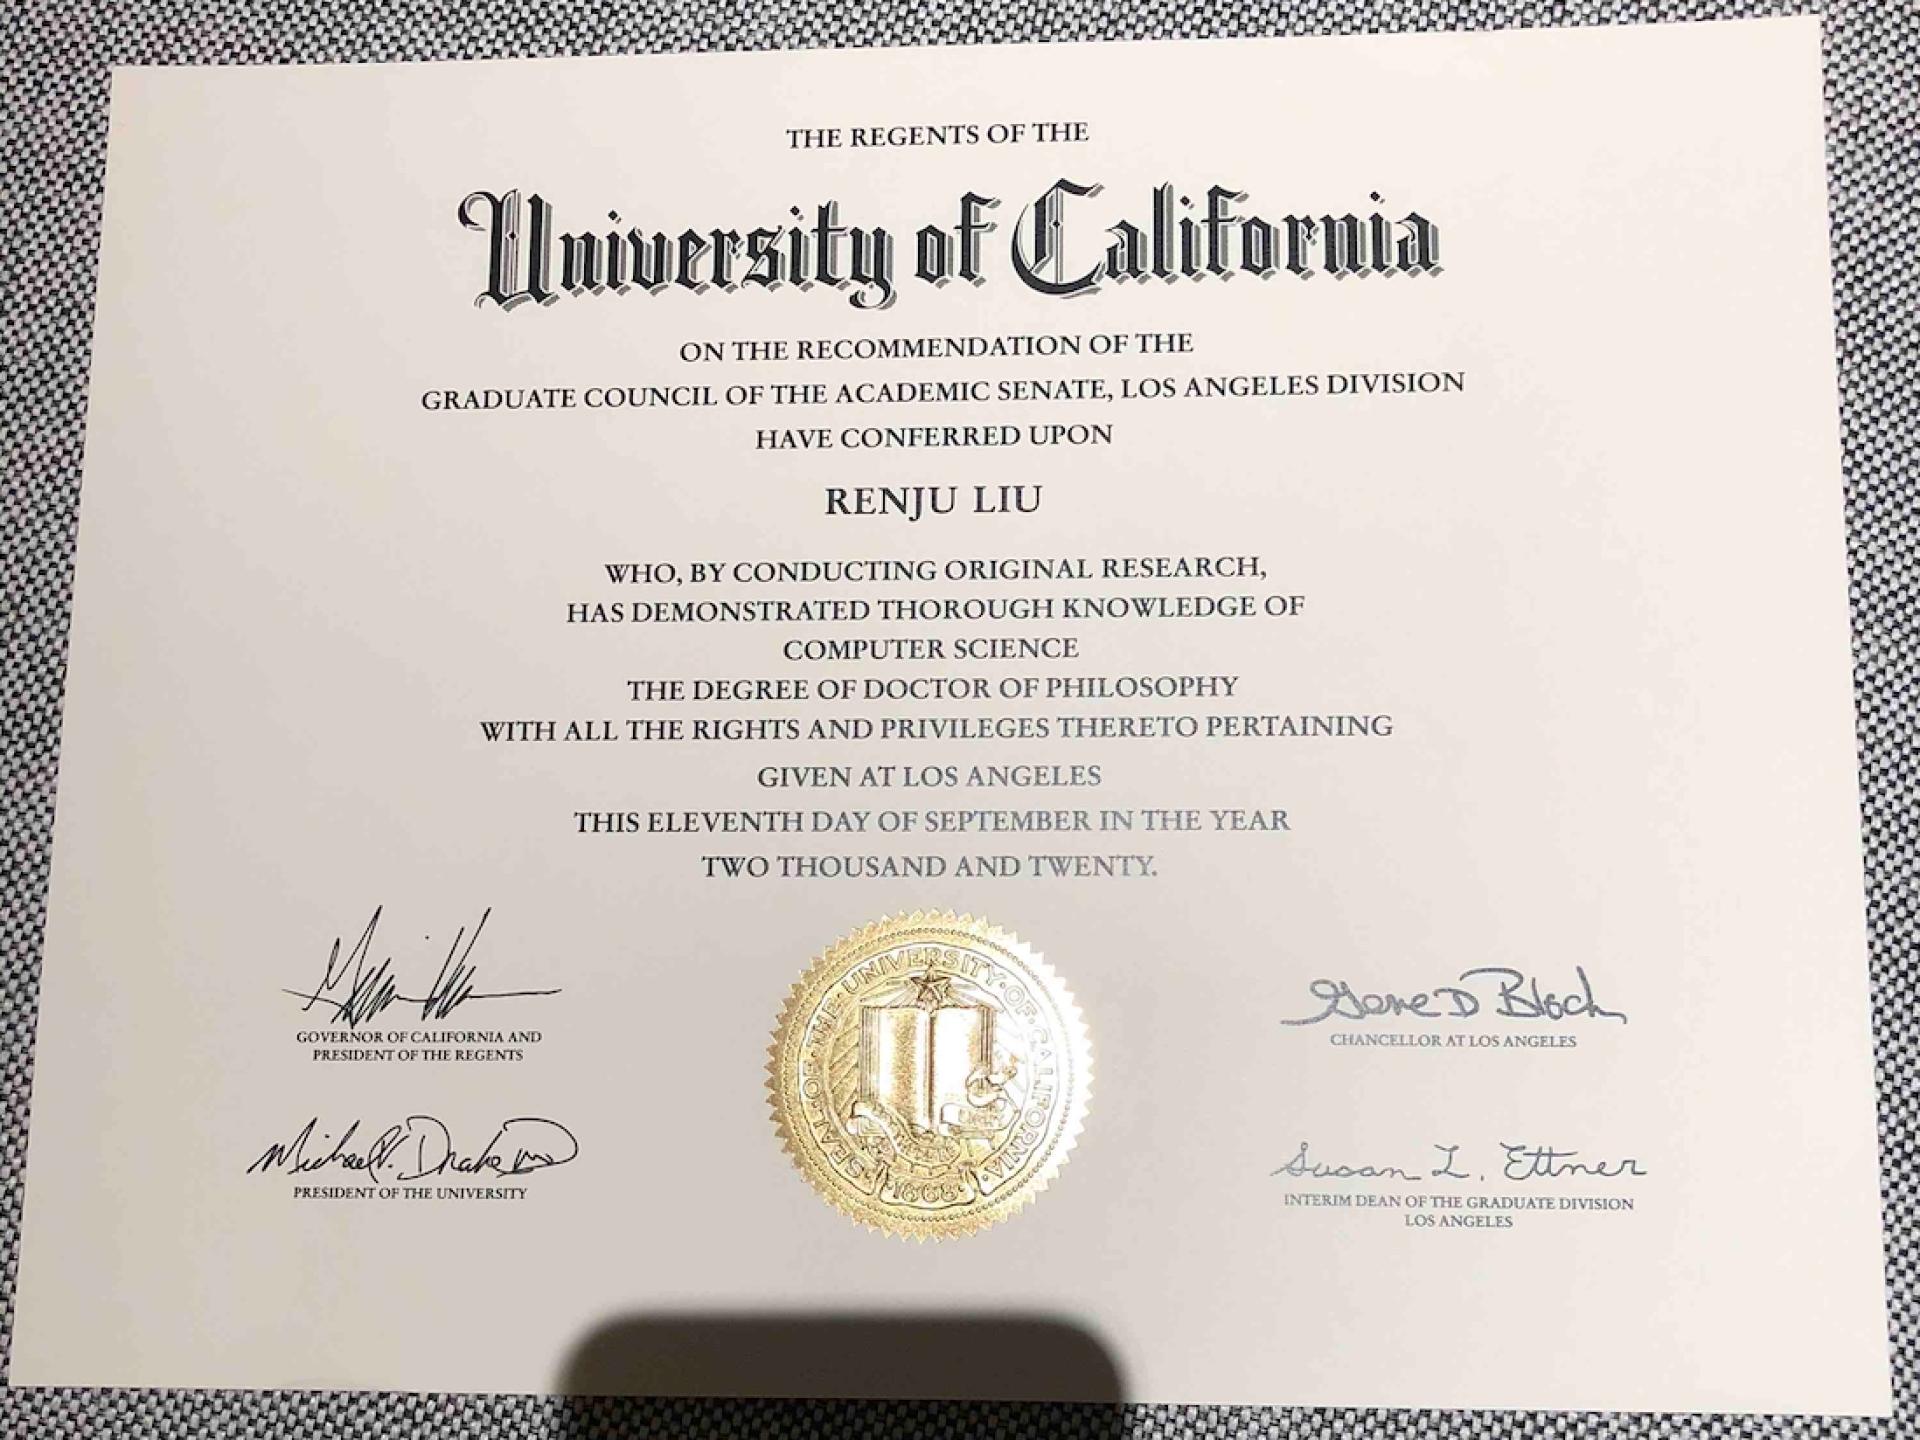 THE REGENTS OF THE
University of California
ON THE RECOMMENDATION OF THE
GRADUATE COUNCIL OF THE ACADEMIC SENATE, LOS ANGELES DIVISION
HAVE CONFERRED UPON
RENJU LIU
WHO, BY CONDUCTING ORIGINAL RESEARCH,
HAS DEMONSTRATED THOROUGH KNOWLEDGE OF
COMPUTER SCIENCE
THE DEGREE OF DOCTOR OF PHILOSOPHY
WITH ALL THE RIGHTS AND PRIVILEGES THERETO PERTAINING
GIVEN AT LOS ANGELES
THIS ELEVENTH DAY OF SEPTEMBER IN THE YEAR
TWO THOUSAND AND TWENTY.
GOVERNOR OF CALIFORNIA AND
PRESIDENT OF THE REGENTS
Michael V. Drake MD
PRESIDENT OF THE UNIVERSITY
SEAL OF THE UNIVERSITY OF CALIFORNIA
1868
Gene D Block
CHANCELLOR AT LOS ANGELES
Susan L. Ettner
INTERIM DEAN OF THE GRADUATE DIVISION
LOS ANGELES